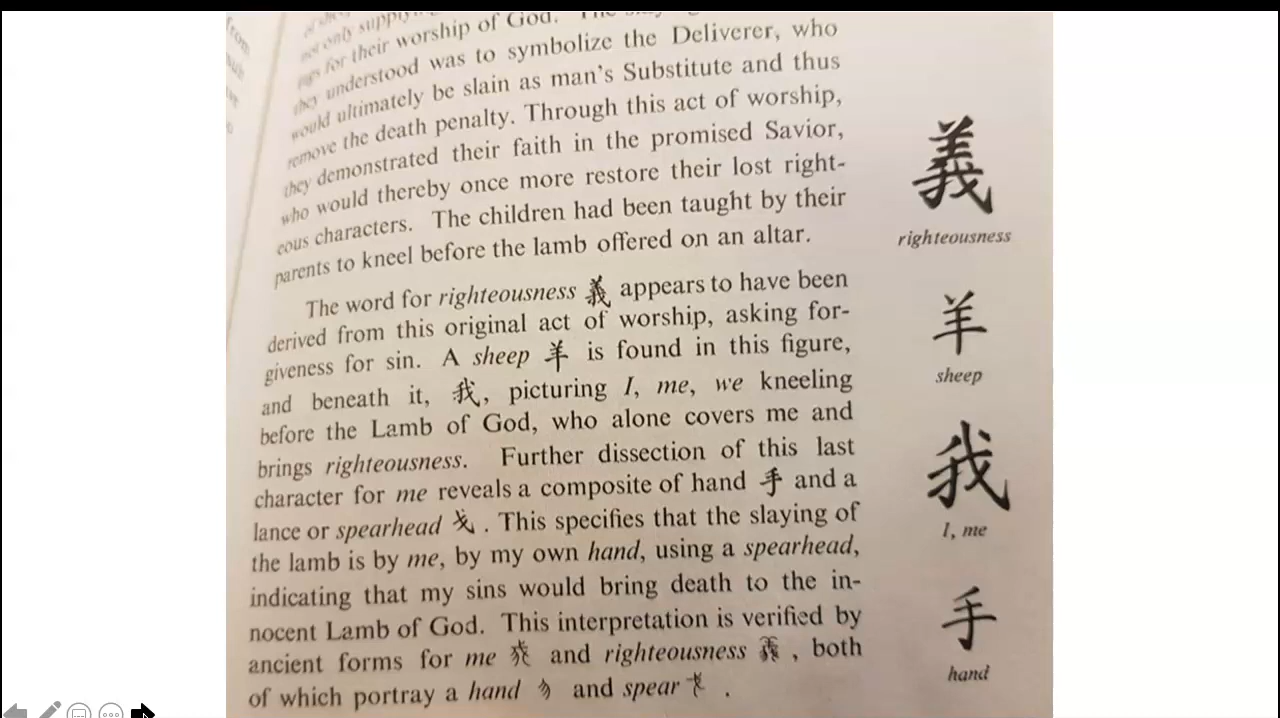 not only supplying
for their worship of God.
they understood was to symbolize the Deliverer, who
would ultimately be slain as man's Substitute and thus
remove the death penalty. Through this act of worship,
they demonstrated their faith in the promised Savior,
who would thereby once more restore their lost right-
eous characters. The children had been taught by their
parents to kneel before the lamb offered on an altar.
The word for righteousness 義 appears to have been
derived from this original act of worship, asking for-
giveness for sin. A sheep 羊 is found in this figure,
and beneath it, 我, picturing I, me, we kneeling
before the Lamb of God, who alone covers me and
brings righteousness. Further dissection of this last
character for me reveals a composite of hand 手 and a
lance or spearhead 戈. This specifies that the slaying of
the lamb is by me, by my own hand, using a spearhead,
indicating that my sins would bring death to the in-
nocent Lamb of God. This interpretation is verified by
ancient forms for me and righteousness , both
of which portray a hand and spear .
義
righteousness
羊
sheep
我
I, me
手
hand